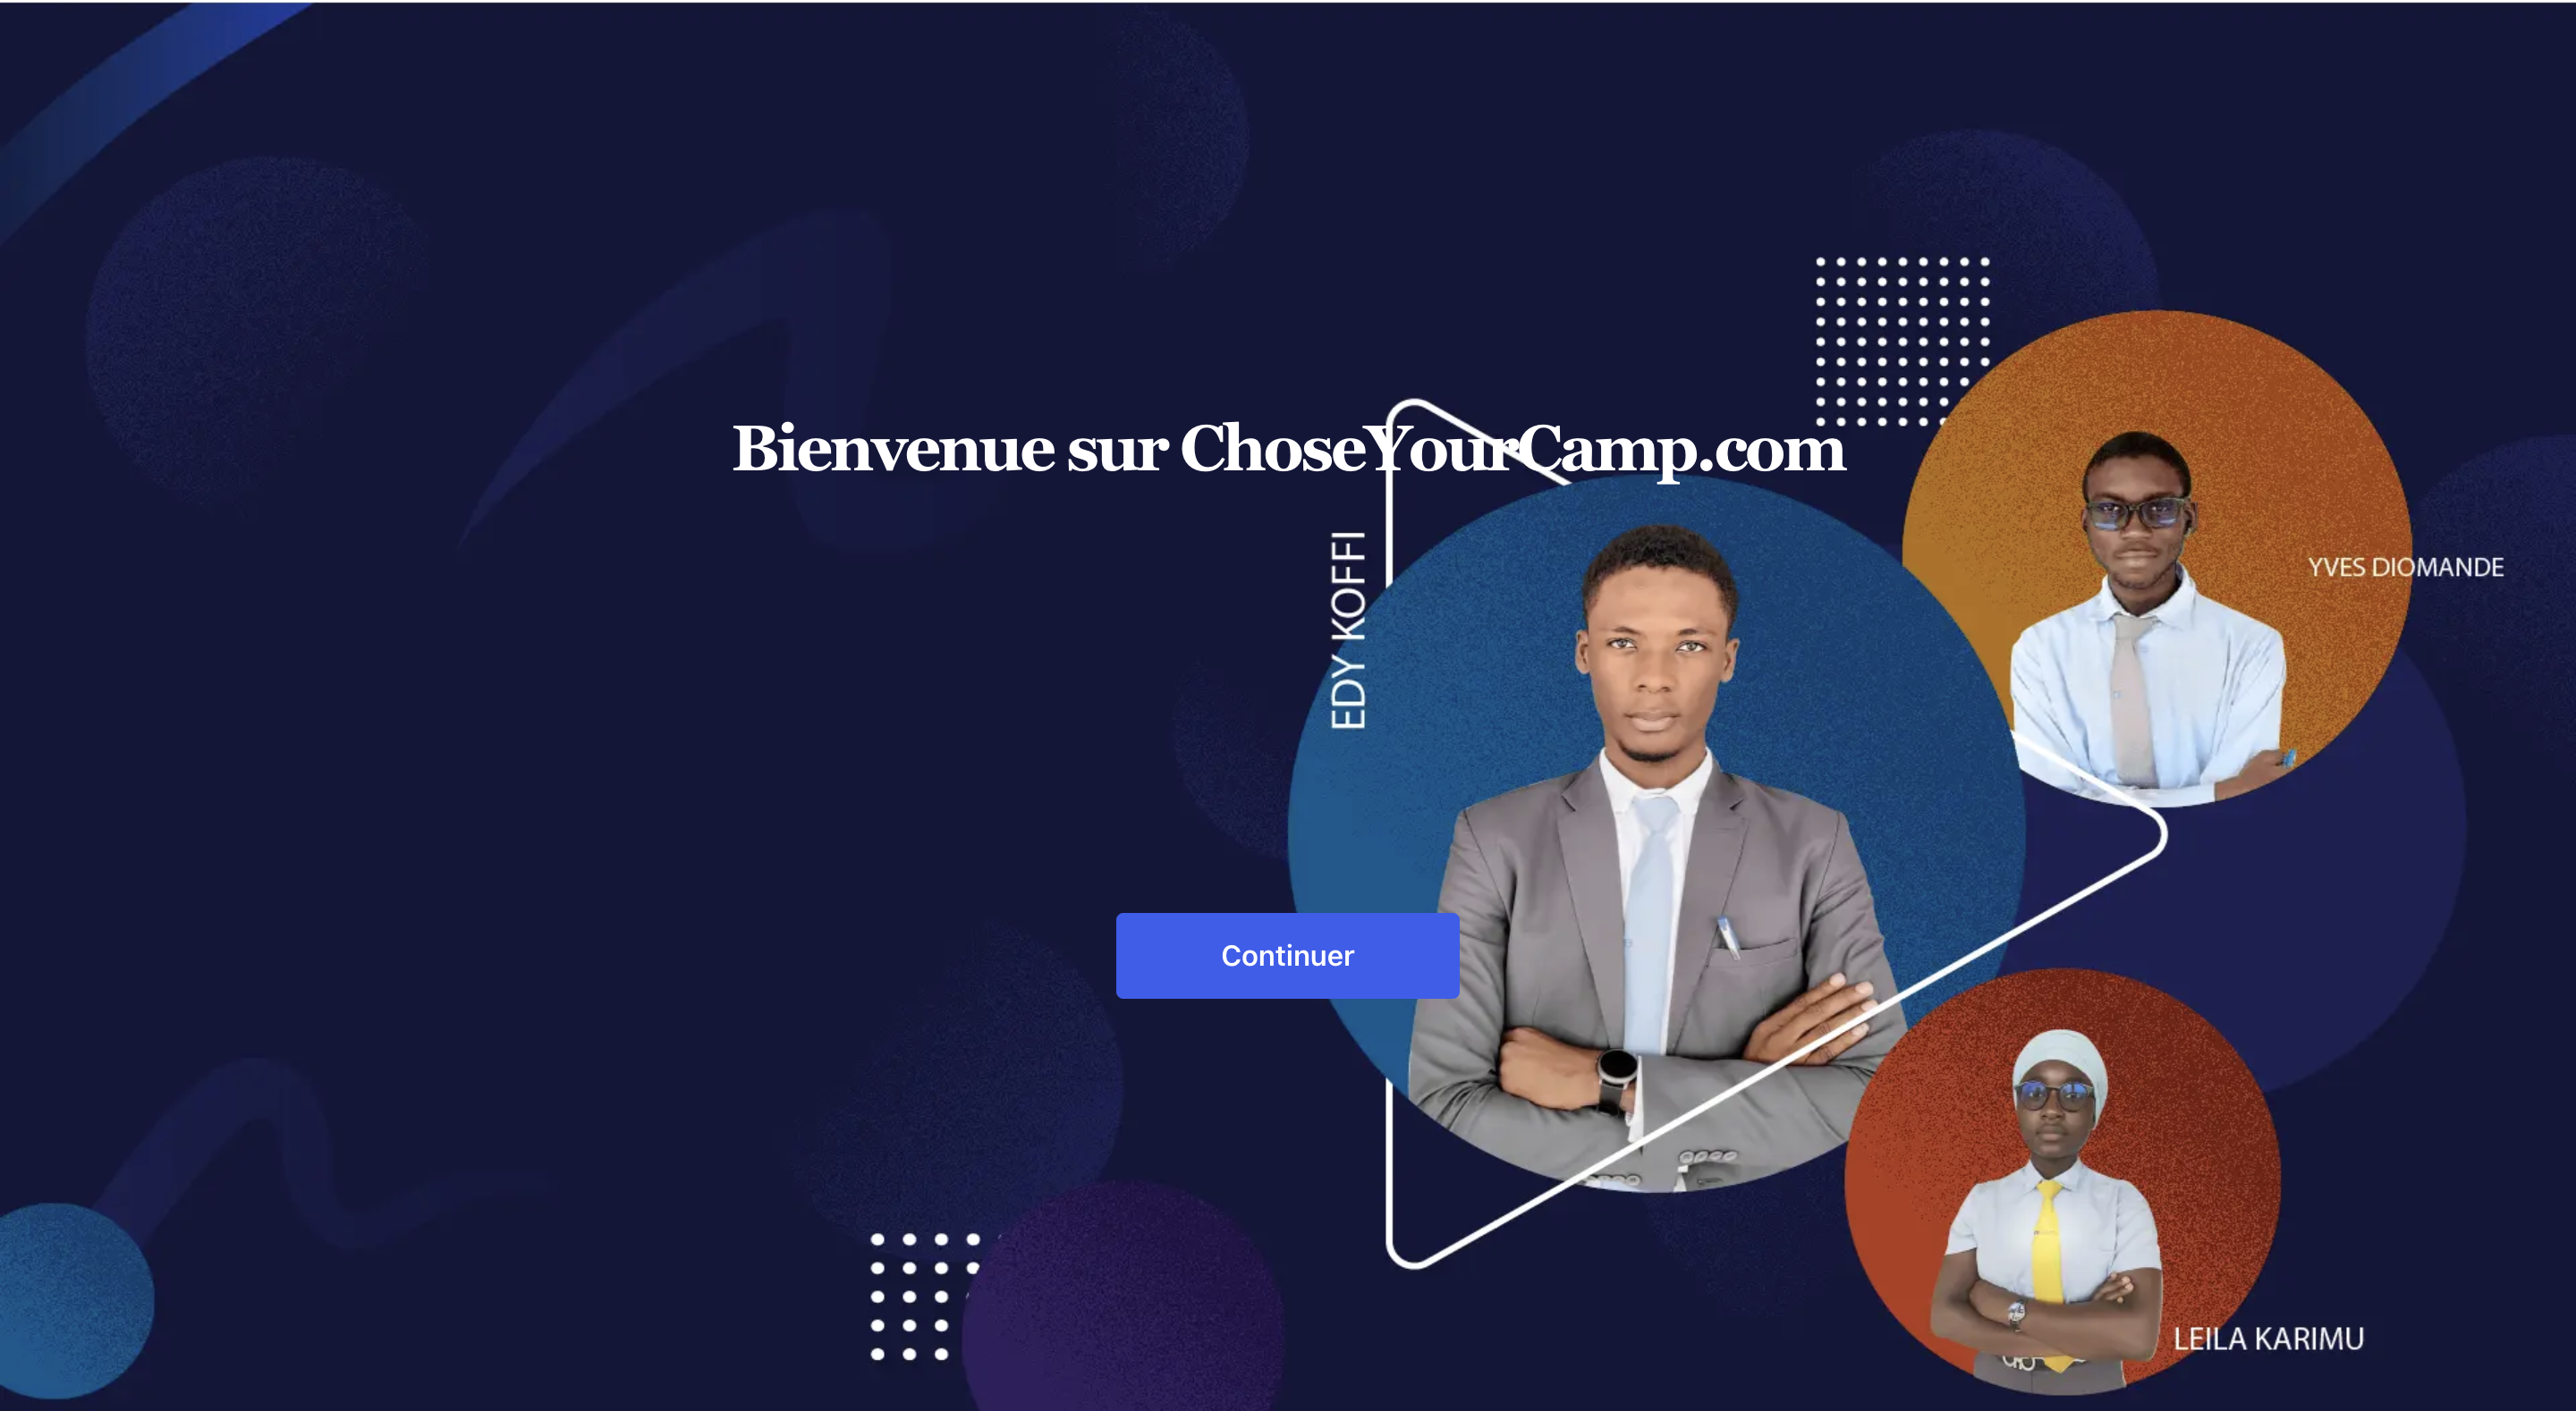 Bienvenue sur ChoseYourCamp.com
EDY KOFFI
YVES DIOMANDE
Continuer
LEILA KARIMU